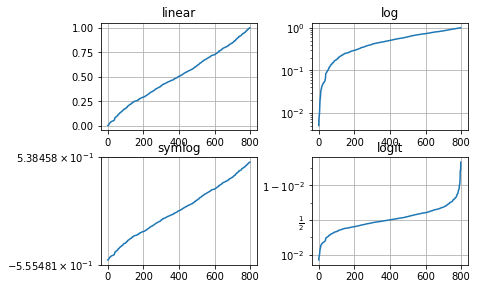 linear
1.00
0.75
0.50
0.25
0.00
0 200 400 600 800
log
10⁰
10⁻¹
10⁻²
0 200 400 600 800
symlog
5.38458 × 10⁻¹
−5.55481 × 10⁻¹
0 200 400 600 800
logit
1 − 10⁻²
1/2
10⁻²
0 200 400 600 800